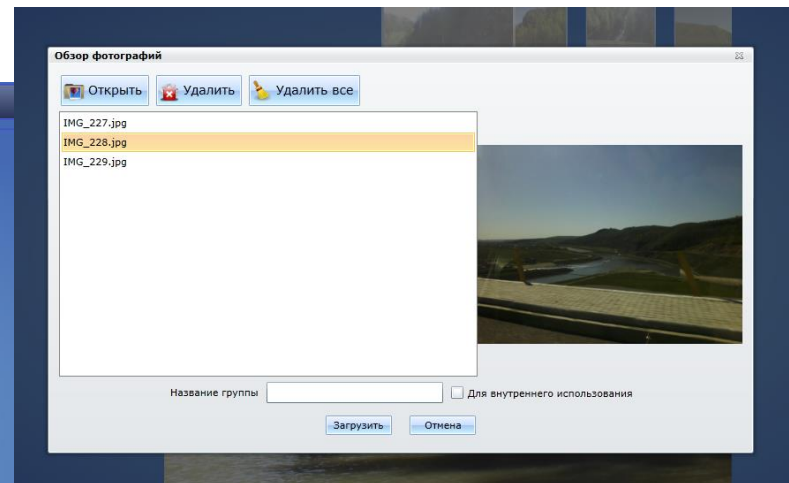 Обзор фотографий
Открыть Удалить Удалить все
IMG_227.jpg
IMG_228.jpg
IMG_229.jpg
Название группы Для внутреннего использования
Загрузить Отмена